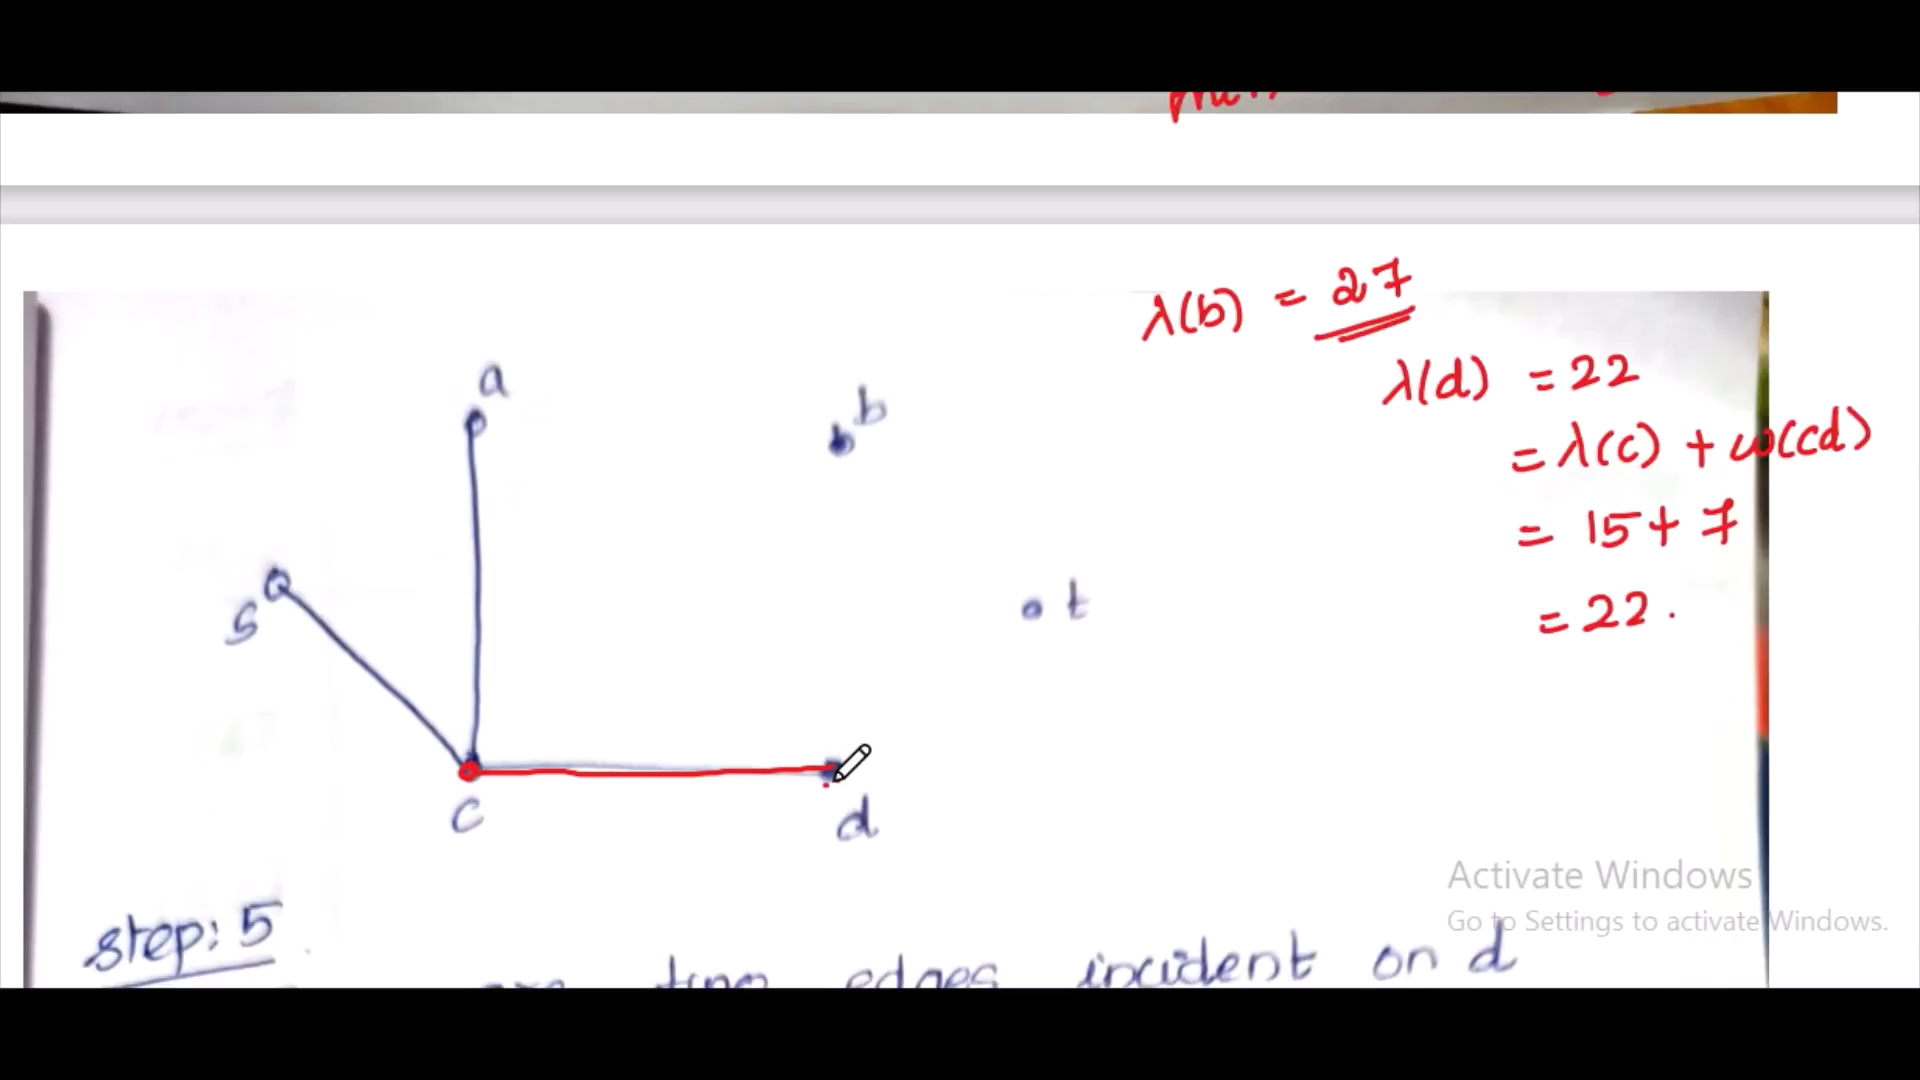 λ(b) = 27
λ(d) = 22
= λ(c) + w(cd)
= 15 + 7
= 22.
a
b
S
t
c
d
Activate Windows
Go to Settings to activate Windows.
step: 5
two edges incident on d